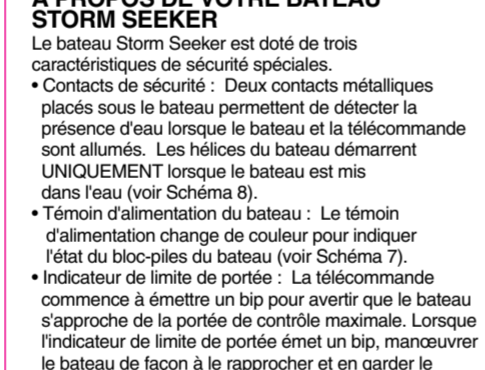 À PROPOS DE VOTRE BATEAU
STORM SEEKER
Le bateau Storm Seeker est doté de trois
caractéristiques de sécurité spéciales.
• Contacts de sécurité : Deux contacts métalliques
placés sous le bateau permettent de détecter la
présence d'eau lorsque le bateau et la télécommande
sont allumés. Les hélices du bateau démarrent
UNIQUEMENT lorsque le bateau est mis
dans l'eau (voir Schéma 8).
• Témoin d'alimentation du bateau : Le témoin
d'alimentation change de couleur pour indiquer
l'état du bloc-piles du bateau (voir Schéma 7).
• Indicateur de limite de portée : La télécommande
commence à émettre un bip pour avertir que le bateau
s'approche de la portée de contrôle maximale. Lorsque
l'indicateur de limite de portée émet un bip, manœuvrer
le bateau de façon à le rapprocher et en garder le